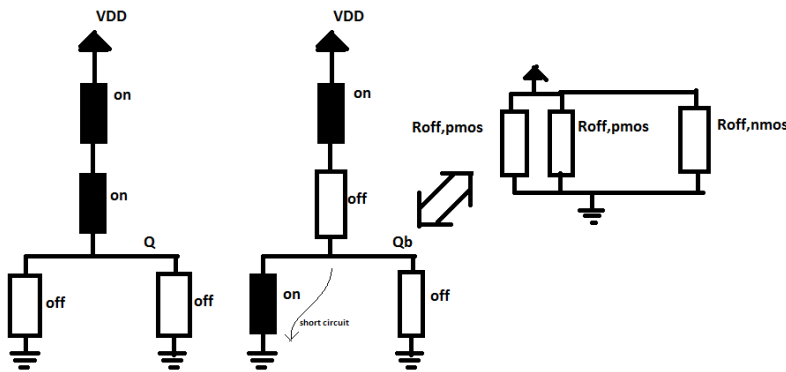 VDD
VDD
on
on
Roff,pmos
Roff,pmos
Roff,nmos
on
off
Q
Qb
off
off
on
off
short circuit